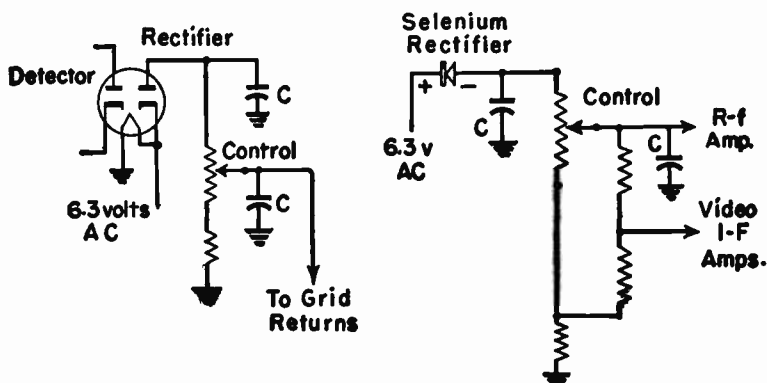 Rectifier
Detector
C
Control
C
6.3 volts
AC
To Grid
Returns
Selenium
Rectifier
+ -
C
Control
6.3 v
AC
C
R-f
Amp.
Video
I-F
Amps.